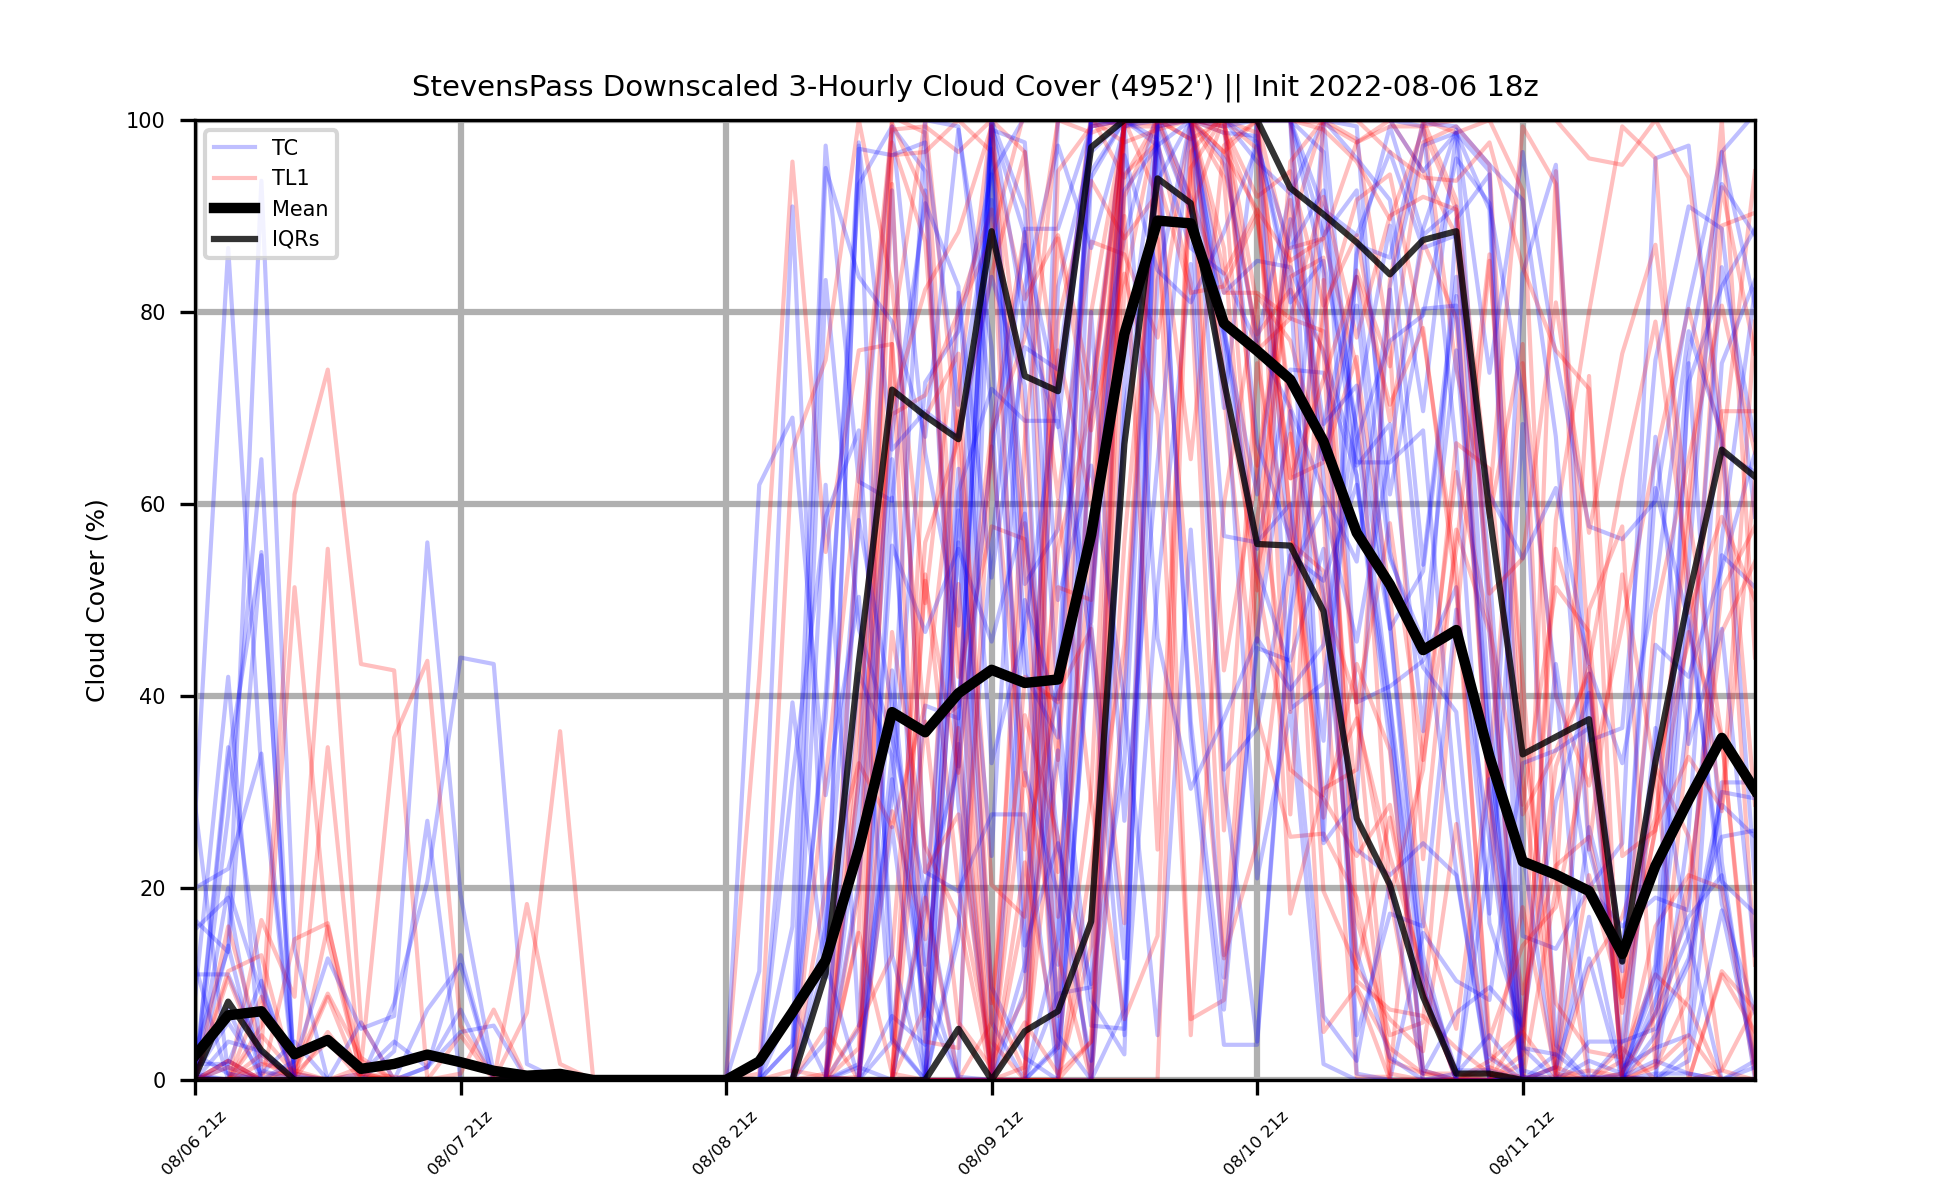 StevensPass Downscaled 3-Hourly Cloud Cover (4952') || Init 2022-08-06 18z
Cloud Cover (%)
100
80
60
40
20
0
TC
TL1
Mean
IQRs
08/06 21z
08/07 21z
08/08 21z
08/09 21z
08/10 21z
08/11 21z